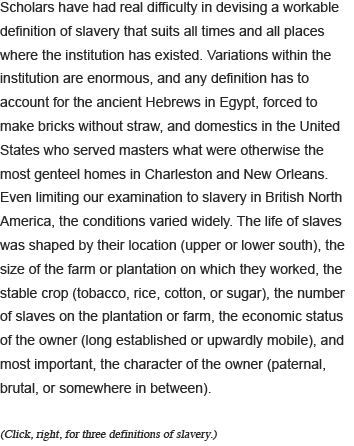 Scholars have had real difficulty in devising a workable
definition of slavery that suits all times and all places
where the institution has existed. Variations within the
institution are enormous, and any definition has to
account for the ancient Hebrews in Egypt, forced to
make bricks without straw, and domestics in the United
States who served masters what were otherwise the
most genteel homes in Charleston and New Orleans.
Even limiting our examination to slavery in British North
America, the conditions varied widely. The life of slaves
was shaped by their location (upper or lower south), the
size of the farm or plantation on which they worked, the
stable crop (tobacco, rice, cotton, or sugar), the number
of slaves on the plantation or farm, the economic status
of the owner (long established or upwardly mobile), and
most important, the character of the owner (paternal,
brutal, or somewhere in between).
(Click, right, for three definitions of slavery.)